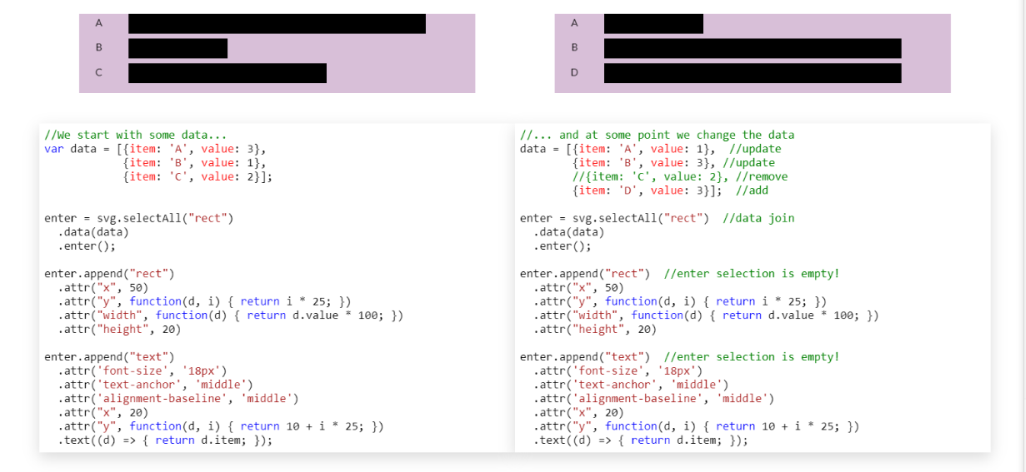 A
B
C
A
B
D
//We start with some data...
var data = [{item: 'A', value: 3},
{item: 'B', value: 1},
{item: 'C', value: 2}];
enter = svg.selectAll("rect")
.data(data)
.enter();
enter.append("rect")
.attr("x", 50)
.attr("y", function(d, i) { return i * 25; })
.attr("width", function(d) { return d.value * 100; })
.attr("height", 20)
enter.append("text")
.attr('font-size', '18px')
.attr('text-anchor', 'middle')
.attr('alignment-baseline', 'middle')
.attr("x", 20)
.attr("y", function(d, i) { return 10 + i * 25; })
.text((d) => { return d.item; });
//... and at some point we change the data
data = [{item: 'A', value: 1}, //update
{item: 'B', value: 3}, //update
//{item: 'C', value: 2}, //remove
{item: 'D', value: 3}]; //add
enter = svg.selectAll("rect") //data join
.data(data)
.enter();
enter.append("rect") //enter selection is empty!
.attr("x", 50)
.attr("y", function(d, i) { return i * 25; })
.attr("width", function(d) { return d.value * 100; })
.attr("height", 20)
enter.append("text") //enter selection is empty!
.attr('font-size', '18px')
.attr('text-anchor', 'middle')
.attr('alignment-baseline', 'middle')
.attr("x", 20)
.attr("y", function(d, i) { return 10 + i * 25; })
.text((d) => { return d.item; });